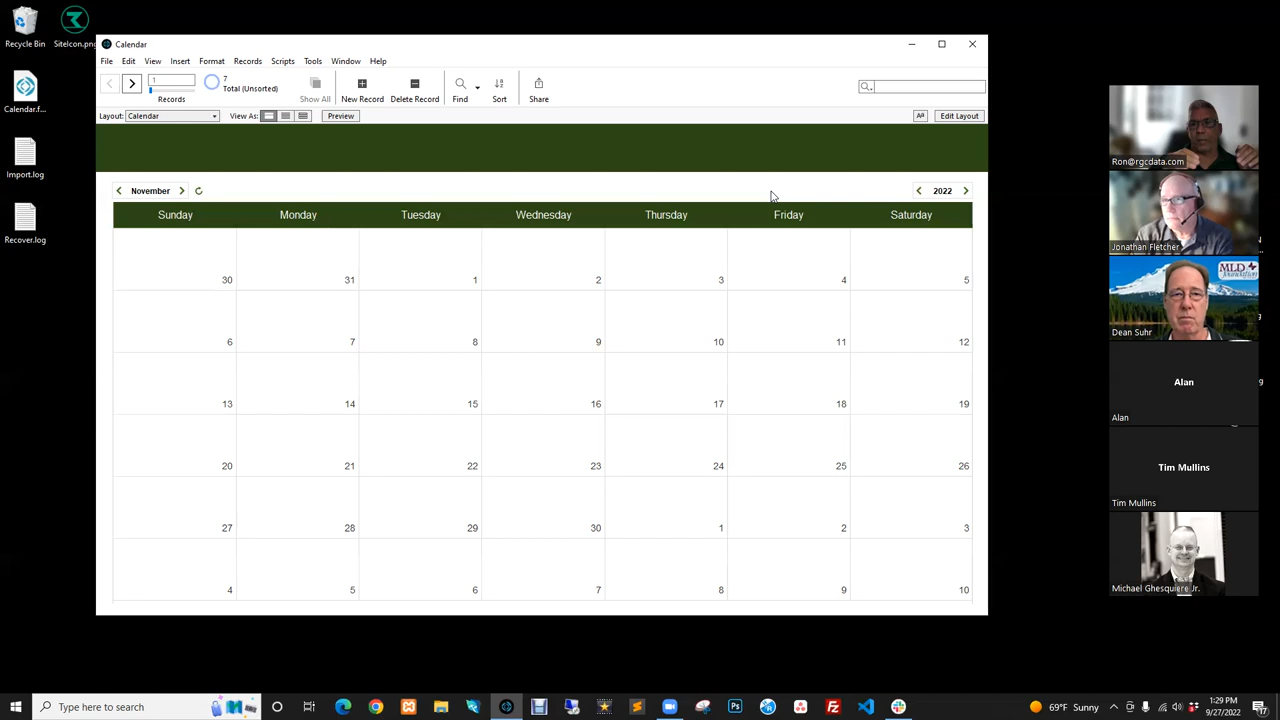 Recycle Bin
SiteIcon.png
Calendar.f...
Import.log
Recover.log
Calendar
File Edit View Insert Format Records Scripts Tools Window Help
1
Records
7
Total (Unsorted)
Show All
New Record
Delete Record
Find
Sort
Share
Layout: Calendar
View As:
Preview
Aa
Edit Layout
November
2022
Sunday Monday Tuesday Wednesday Thursday Friday Saturday
30 31 1 2 3 4 5
6 7 8 9 10 11 12
13 14 15 16 17 18 19
20 21 22 23 24 25 26
27 28 29 30 1 2 3
4 5 6 7 8 9 10
Ron@rgcdata.com
Jonathan Fletcher
MLD
foundation
Dean Suhr
Alan
Alan
Tim Mullins
Tim Mullins
Michael Ghesquiere Jr.
Type here to search
69°F Sunny
1:29 PM
9/27/2022
17